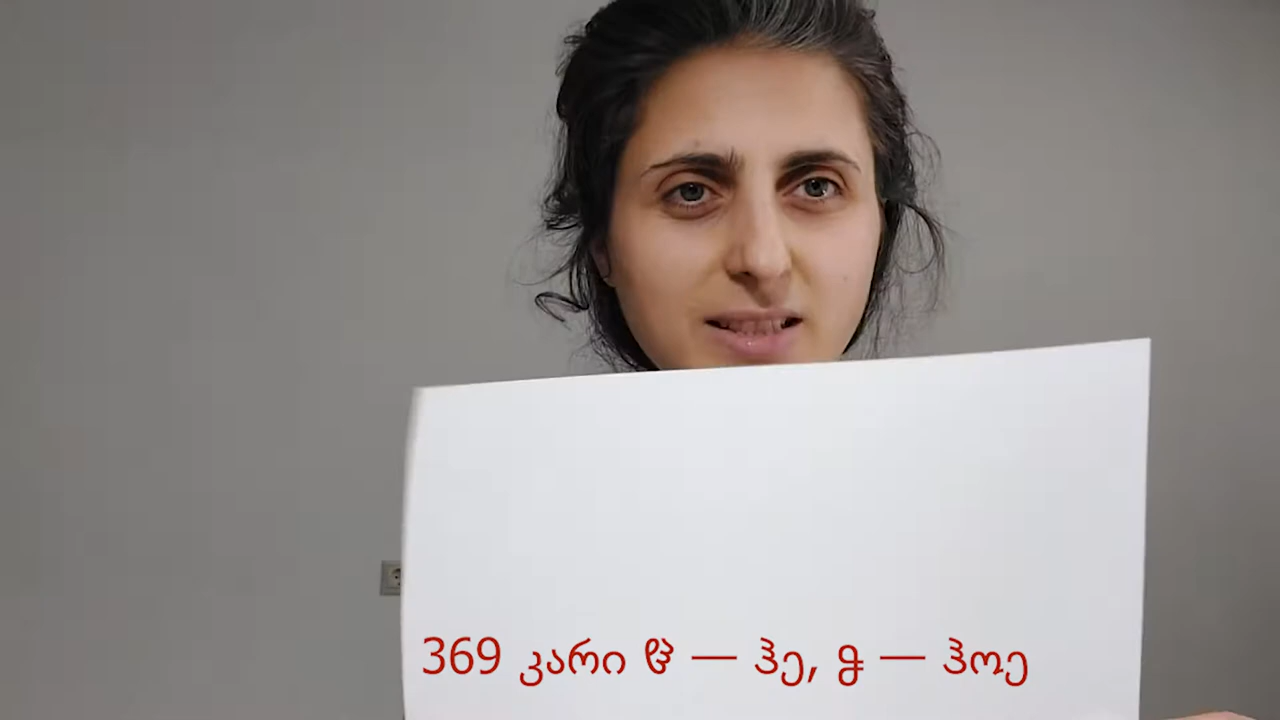 369 კარი ჱ — ჰე, ჵ — ჰოე